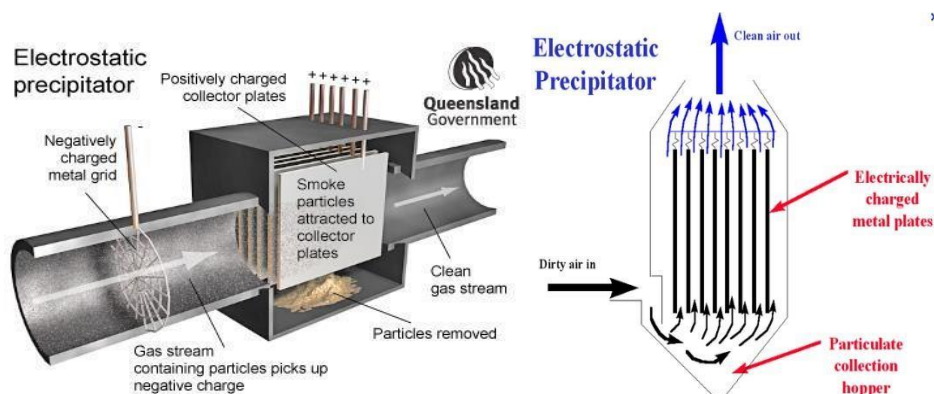 Electrostatic
precipitator
Positively charged
collector plates
++++++
Queensland
Government
Negatively
charged
metal grid
-
Smoke
particles
attracted to
collector
plates
Clean
gas stream
Particles removed
Gas stream
containing particles picks up
negative charge
Electrostatic
Precipitator
Clean air out
Electrically
charged
metal plates
Dirty air in
Particulate
collection
hopper